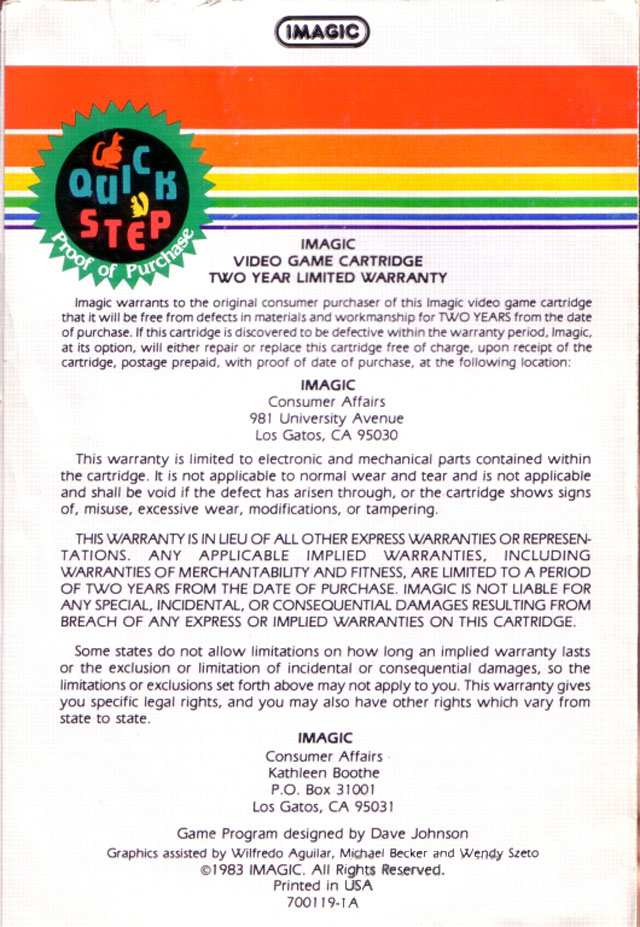 IMAGIC
QUICK
STEP
Proof of Purchase
IMAGIC
VIDEO GAME CARTRIDGE
TWO YEAR LIMITED WARRANTY
Imagic warrants to the original consumer purchaser of this Imagic video game cartridge
that it will be free from defects in materials and workmanship for TWO YEARS from the date
of purchase. If this cartridge is discovered to be defective within the warranty period, Imagic,
at its option, will either repair or replace this cartridge free of charge, upon receipt of the
cartridge, postage prepaid, with proof of date of purchase, at the following location:
IMAGIC
Consumer Affairs
981 University Avenue
Los Gatos, CA 95030
This warranty is limited to electronic and mechanical parts contained within
the cartridge. It is not applicable to normal wear and tear and is not applicable
and shall be void if the defect has arisen through, or the cartridge shows signs
of, misuse, excessive wear, modifications, or tampering.
THIS WARRANTY IS IN LIEU OF ALL OTHER EXPRESS WARRANTIES OR REPRESEN-
TATIONS. ANY APPLICABLE IMPLIED WARRANTIES, INCLUDING
WARRANTIES OF MERCHANTABILITY AND FITNESS, ARE LIMITED TO A PERIOD
OF TWO YEARS FROM THE DATE OF PURCHASE. IMAGIC IS NOT LIABLE FOR
ANY SPECIAL, INCIDENTAL, OR CONSEQUENTIAL DAMAGES RESULTING FROM
BREACH OF ANY EXPRESS OR IMPLIED WARRANTIES ON THIS CARTRIDGE.
Some states do not allow limitations on how long an implied warranty lasts
or the exclusion or limitation of incidental or consequential damages, so the
limitations or exclusions set forth above may not apply to you. This warranty gives
you specific legal rights, and you may also have other rights which vary from
state to state.
IMAGIC
Consumer Affairs
Kathleen Boothe
P.O. Box 31001
Los Gatos, CA 95031
Game Program designed by Dave Johnson
Graphics assisted by Wilfredo Aguilar, Michael Becker and Wendy Szeto
©1983 IMAGIC. All Rights Reserved.
Printed in USA
700119-1A